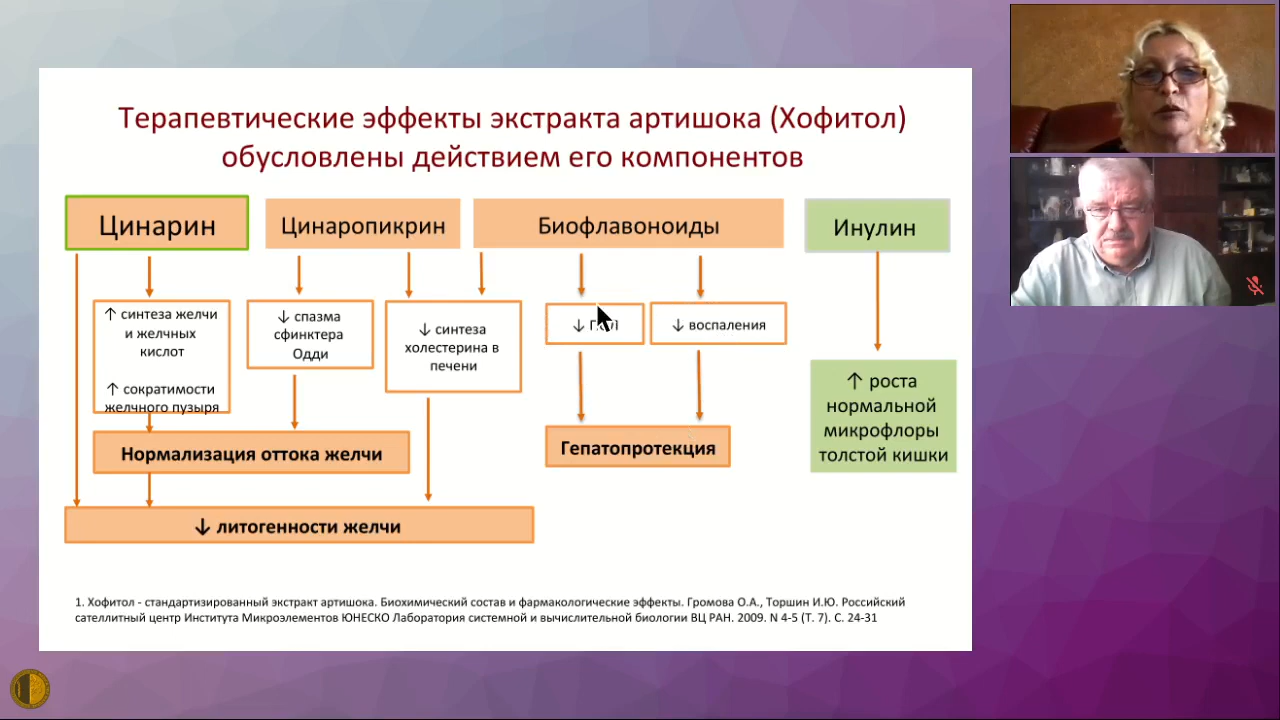 Терапевтические эффекты экстракта артишока (Хофитол)
обусловлены действием его компонентов
Цинарин
Цинаропикрин
Биофлавоноиды
Инулин
↑ синтеза желчи
и желчных
кислот
↑ сократимости
желчного пузыря
↓ спазма
сфинктера
Одди
↓ синтеза
холестерина в
печени
↓
↓ воспаления
↑ роста
нормальной
микрофлоры
толстой кишки
Нормализация оттока желчи
Гепатопротекция
↓ литогенности желчи
1. Хофитол - стандартизированный экстракт артишока. Биохимический состав и фармакологические эффекты. Громова О.А., Торшин И.Ю. Российский
сателлитный центр Института Микроэлементов ЮНЕСКО Лаборатория системной и вычислительной биологии ВЦ РАН. 2009. N 4-5 (Т. 7). С. 24-31